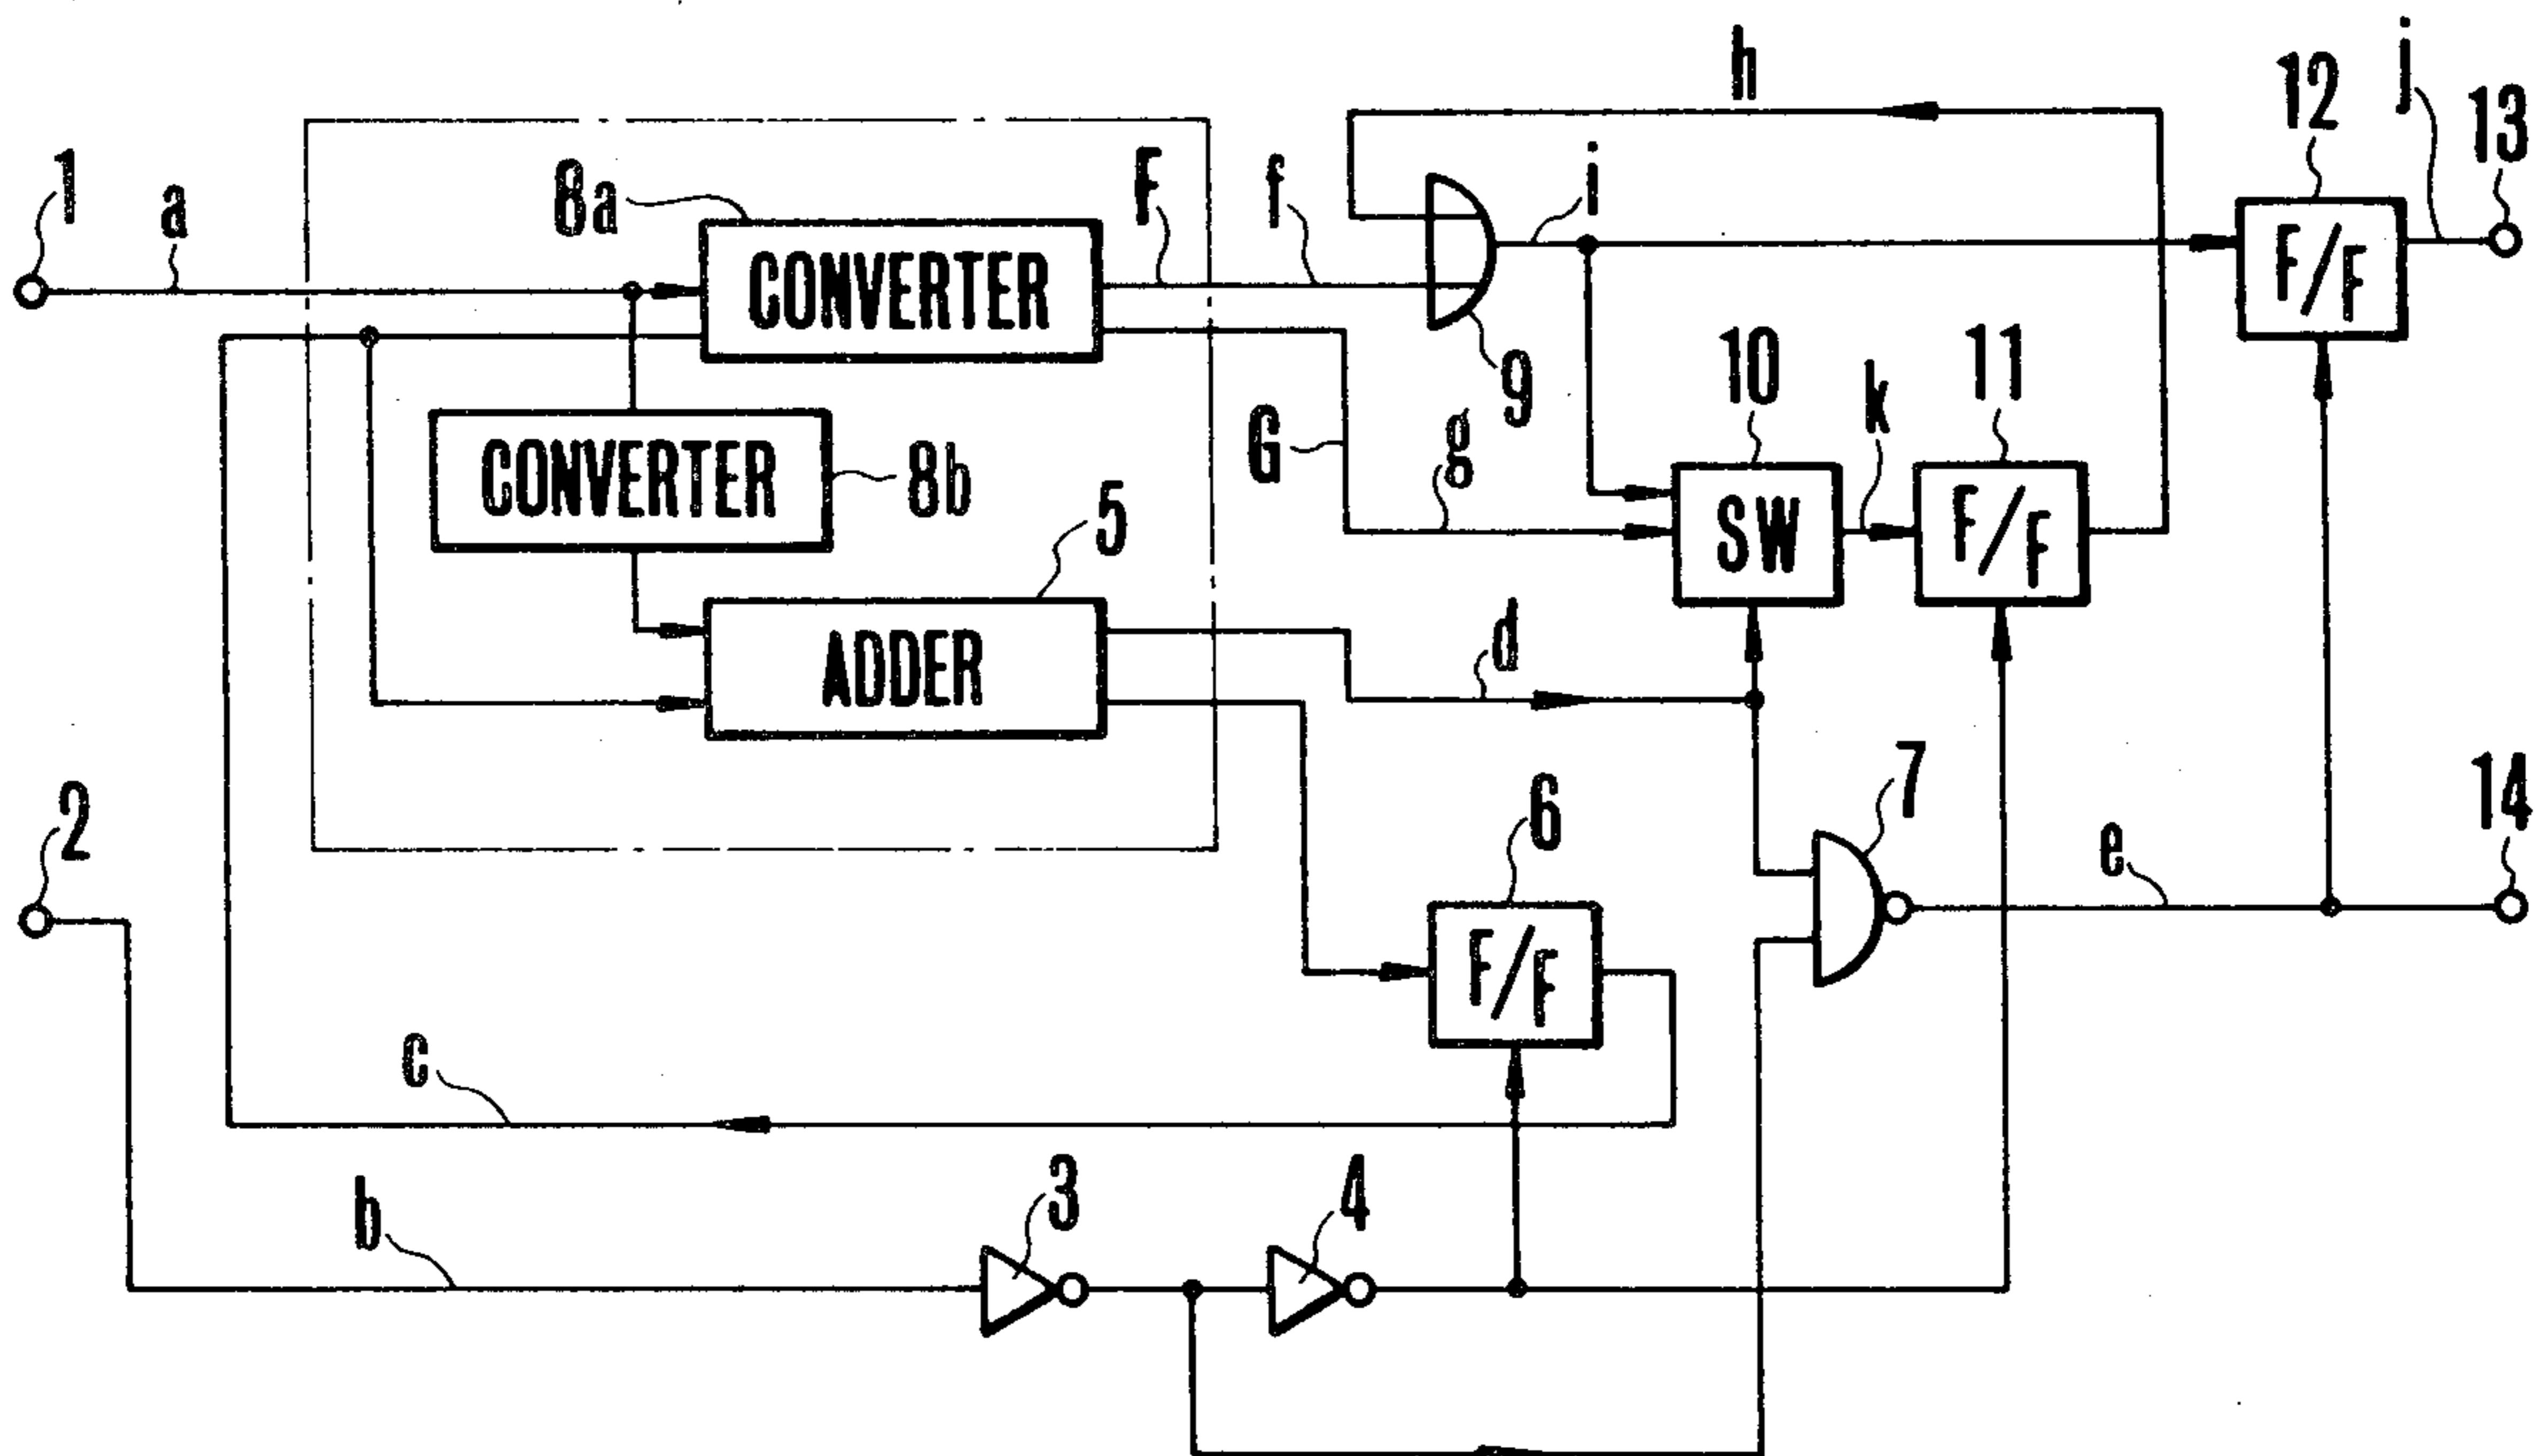 h
12
j
13
1
a
8a
F
f
i
CONVERTER
F/F
9
10
11
k
G
g
CONVERTER
8b
SW
F/F
5
d
ADDER
7
14
2
6
e
F/F
c
3
4
b